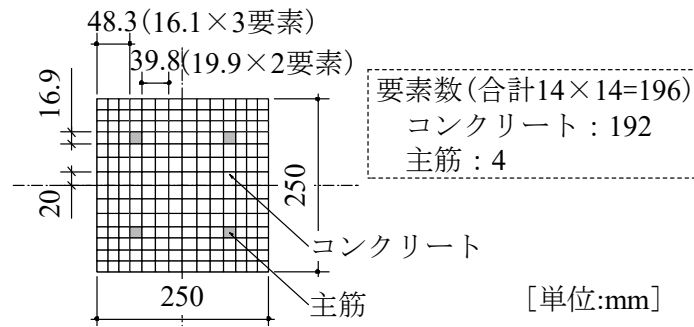 48.3(16.1×3要素)
39.8(19.9×2要素)
16.9
20
250
要素数(合計14×14=196)
コンクリート：192
主筋：4
コンクリート
主筋
250
[単位:mm]